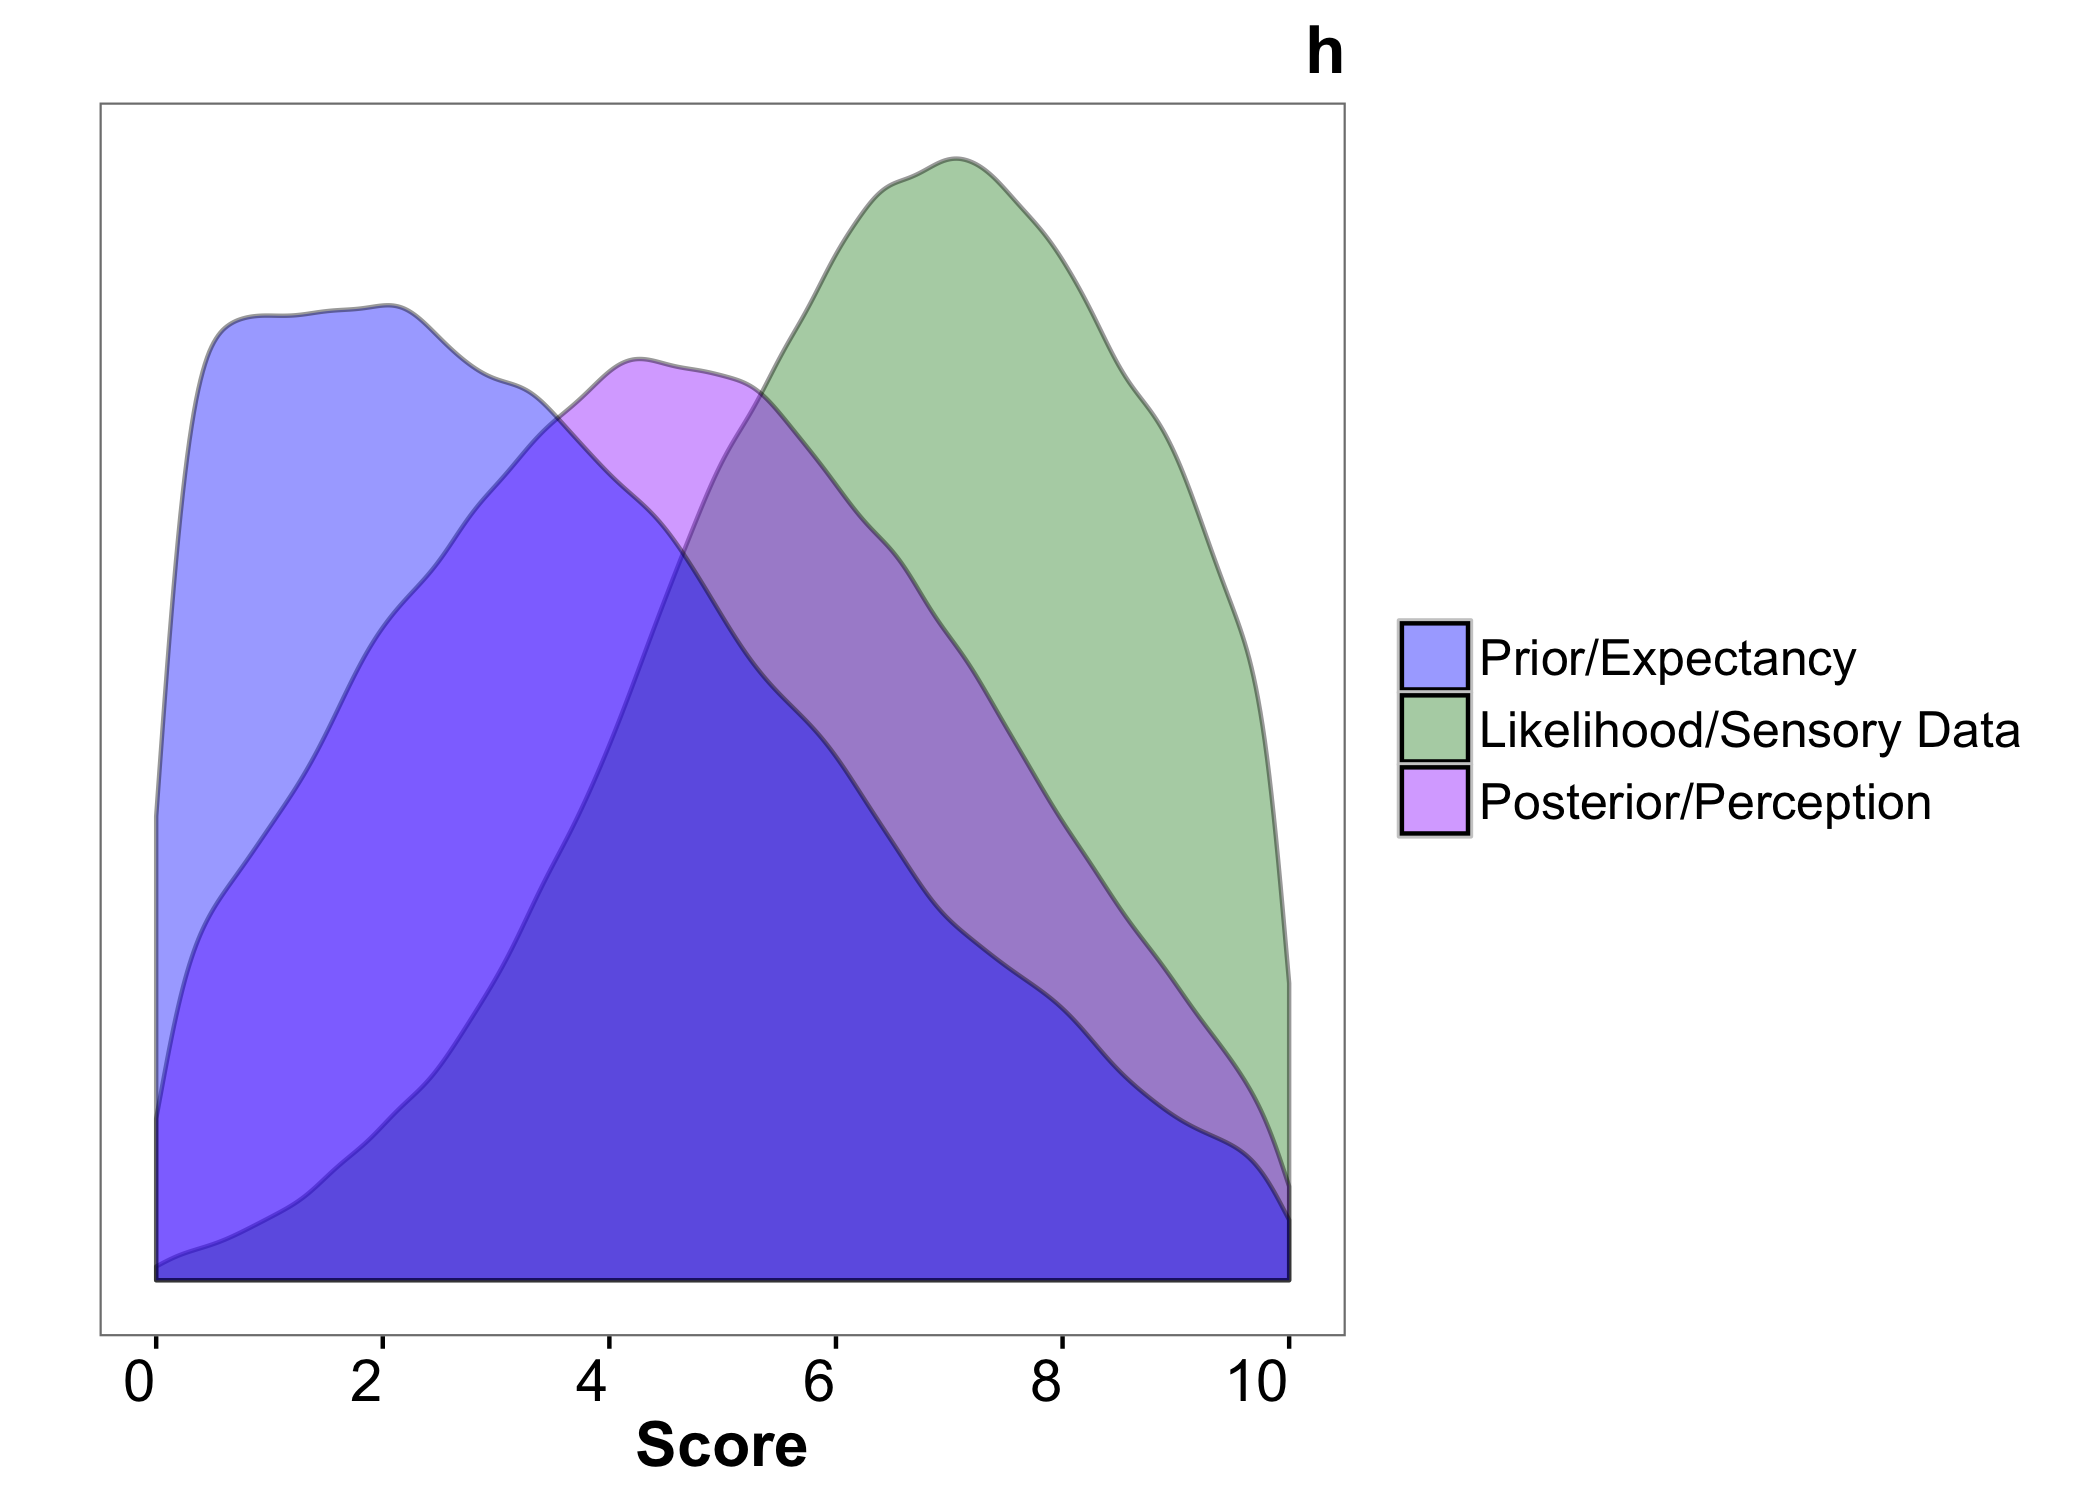 h
Prior/Expectancy
Likelihood/Sensory Data
Posterior/Perception
0 2 4 6 8 10
Score